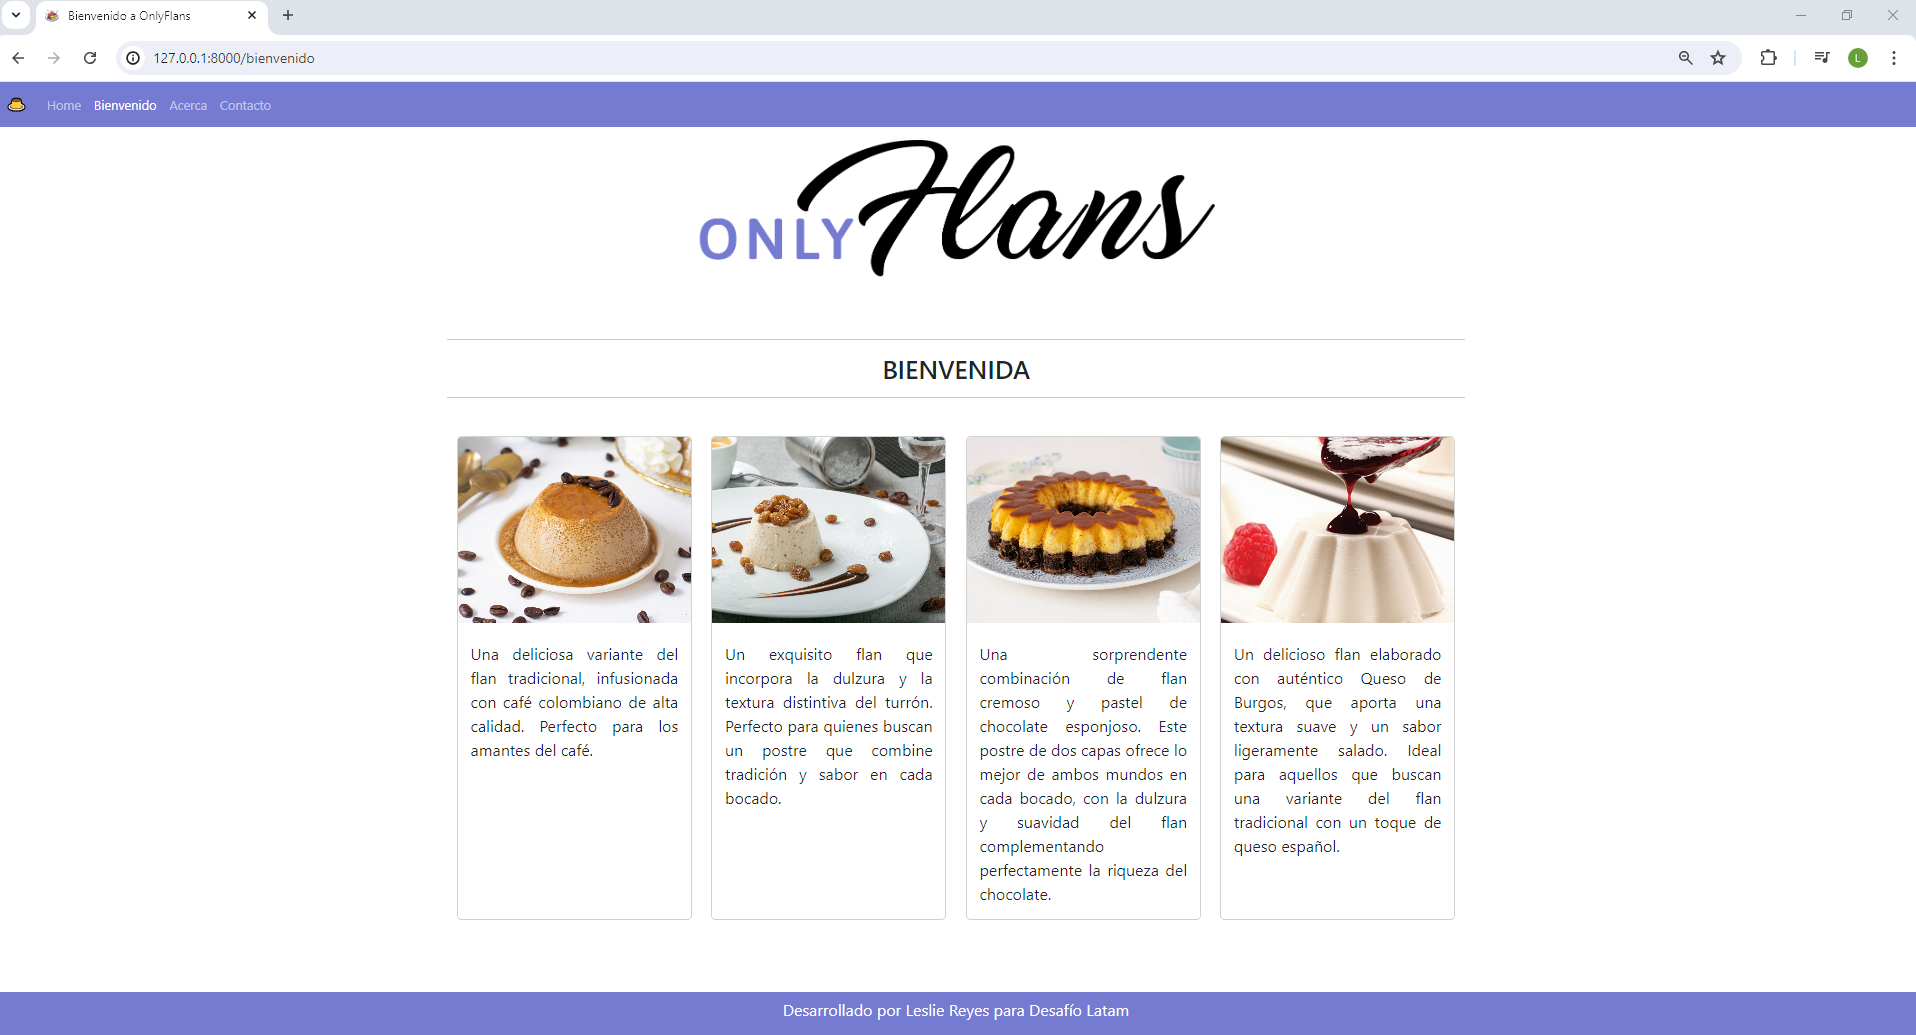 Bienvenido a OnlyFlans
127.0.0.1:8000/bienvenido
L
Home Bienvenido Acerca Contacto
ONLYFlans
BIENVENIDA
Una deliciosa variante del
flan tradicional, infusionada
con café colombiano de alta
calidad. Perfecto para los
amantes del café.
Un exquisito flan que
incorpora la dulzura y la
textura distintiva del turrón.
Perfecto para quienes buscan
un postre que combine
tradición y sabor en cada
bocado.
Una sorprendente
combinación de flan
cremoso y pastel de
chocolate esponjoso. Este
postre de dos capas ofrece lo
mejor de ambos mundos en
cada bocado, con la dulzura
y suavidad del flan
complementando
perfectamente la riqueza del
chocolate.
Un delicioso flan elaborado
con auténtico Queso de
Burgos, que aporta una
textura suave y un sabor
ligeramente salado. Ideal
para aquellos que buscan
una variante del flan
tradicional con un toque de
queso español.
Desarrollado por Leslie Reyes para Desafío Latam